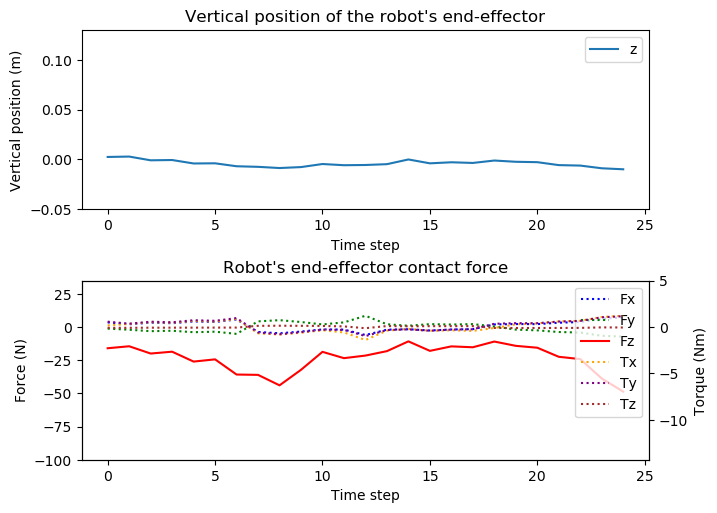 Vertical position of the robot's end-effector
Vertical position (m)
0.10
0.05
0.00
−0.05
z
0
5
10
15
20
25
Time step
Robot's end-effector contact force
Force (N)
25
0
−25
−50
−75
−100
Fx
Fy
Fz
Tx
Ty
Tz
5
0
−5
−10
Torque (Nm)
0
5
10
15
20
25
Time step